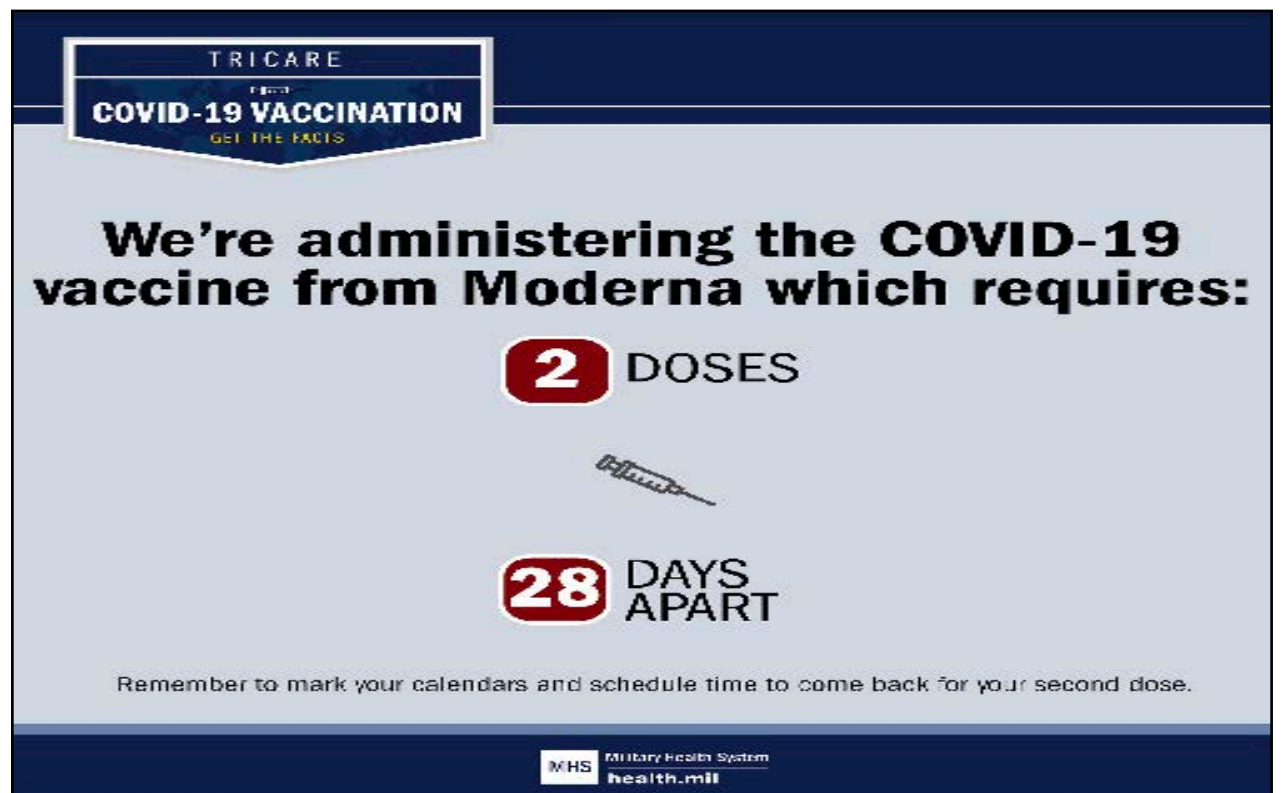 TRICARE
COVID-19 VACCINATION
GET THE FACTS
We're administering the COVID-19
vaccine from Moderna which requires:
2 DOSES
28 DAYS
APART
Remember to mark your calendars and schedule time to come back for your second dose.
MHS Military Health System
health.mil